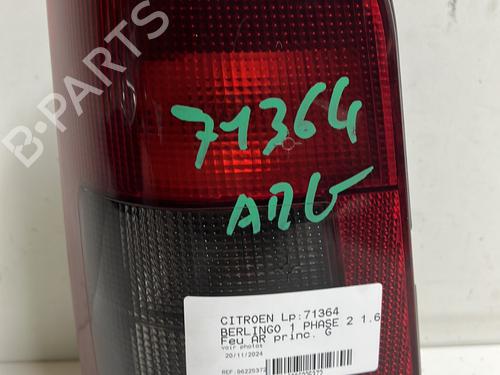 B-PARTS
71364
ARG
CITROEN Lp:71364
BERLINGO 1 PHASE 2 1.6
Feu AR princ. G
voir photos
20/11/2024